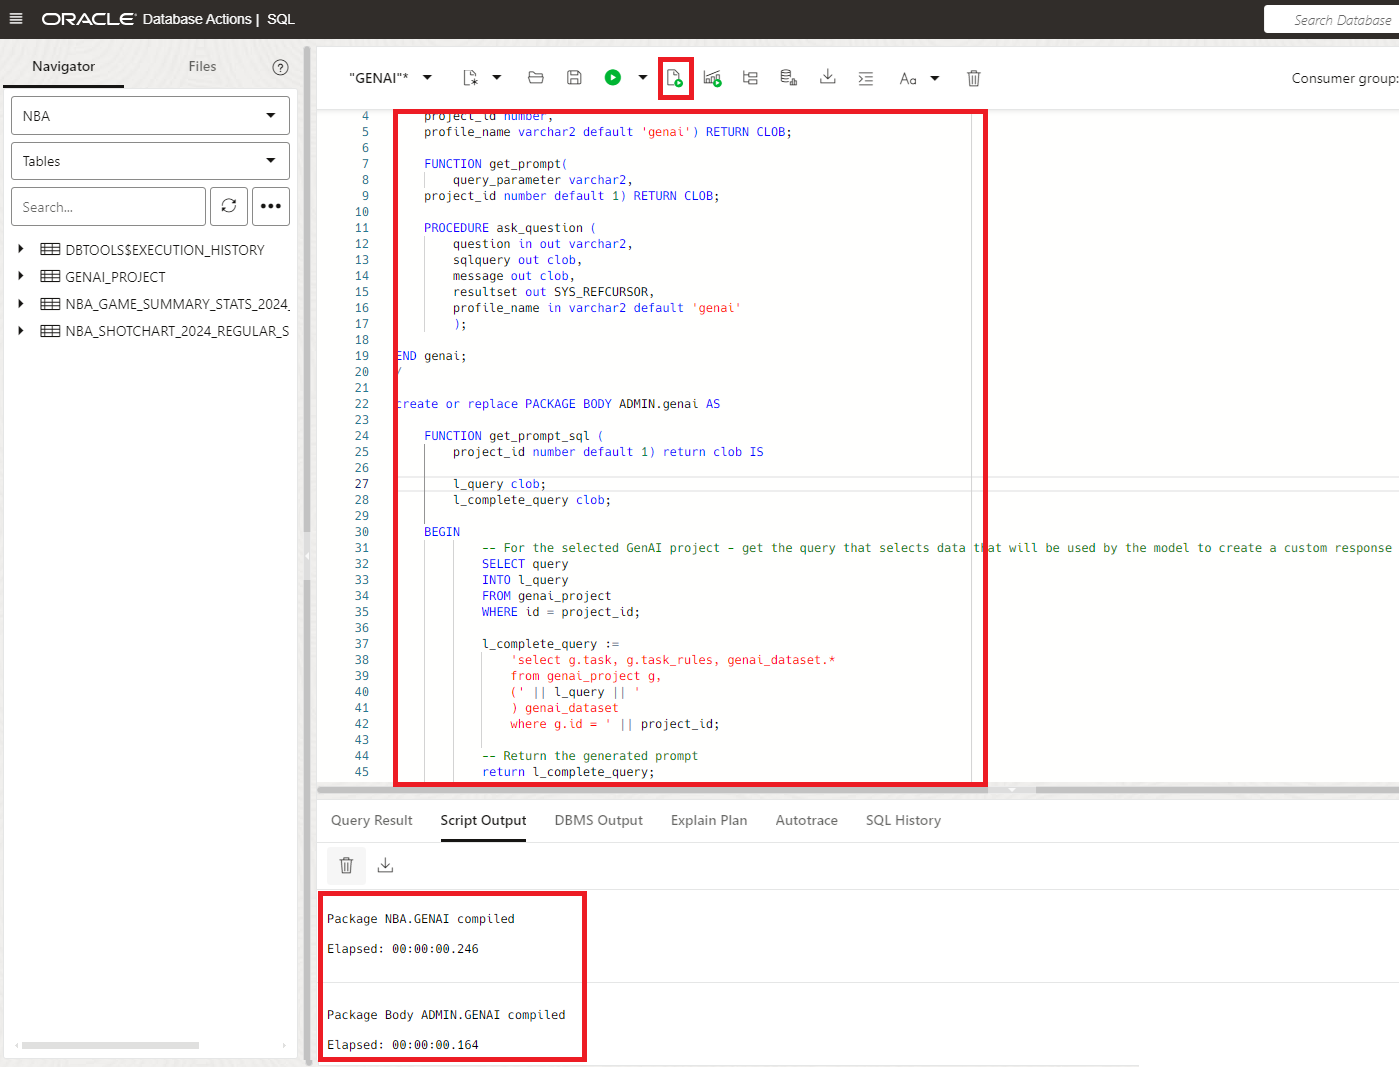 ORACLE Database Actions | SQL
Search Database
Navigator
Files
NBA
Tables
Search...
DBTOOLS$EXECUTION_HISTORY
GENAI_PROJECT
NBA_GAME_SUMMARY_STATS_2024_
NBA_SHOTCHART_2024_REGULAR_S
"GENAI"*
Aa
Consumer group:
4 project_id number,
5 profile_name varchar2 default 'genai') RETURN CLOB;
6
7 FUNCTION get_prompt(
8 query_parameter varchar2,
9 project_id number default 1) RETURN CLOB;
10
11 PROCEDURE ask_question (
12 question in out varchar2,
13 sqlquery out clob,
14 message out clob,
15 resultset out SYS_REFCURSOR,
16 profile_name in varchar2 default 'genai'
17 );
18
19 END genai;
20 /
21
22 create or replace PACKAGE BODY ADMIN.genai AS
23
24 FUNCTION get_prompt_sql (
25 project_id number default 1) return clob IS
26
27 l_query clob;
28 l_complete_query clob;
29
30 BEGIN
31 -- For the selected GenAI project - get the query that selects data that will be used by the model to create a custom response
32 SELECT query
33 INTO l_query
34 FROM genai_project
35 WHERE id = project_id;
36
37 l_complete_query :=
38 'select g.task, g.task_rules, genai_dataset.*
39 from genai_project g,
40 (' || l_query || '
41 ) genai_dataset
42 where g.id = ' || project_id;
43
44 -- Return the generated prompt
45 return l_complete_query;
Query Result
Script Output
DBMS Output
Explain Plan
Autotrace
SQL History
Package NBA.GENAI compiled
Elapsed: 00:00:00.246
Package Body ADMIN.GENAI compiled
Elapsed: 00:00:00.164